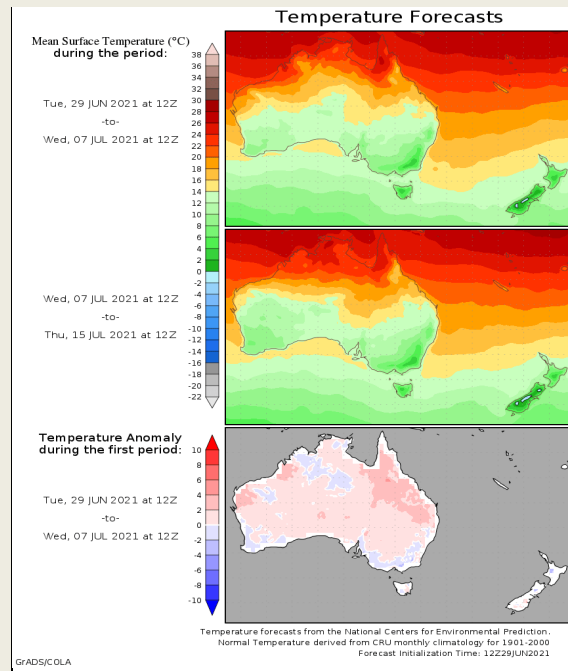 Temperature Forecasts
Mean Surface Temperature (°C)
during the period:
Tue, 29 JUN 2021 at 12Z
-to-
Wed, 07 JUL 2021 at 12Z
38
36
34
32
30
28
26
24
22
20
18
16
14
12
10
8
6
4
2
0
-2
-4
-6
-8
-10
-12
-14
-16
-18
-20
-22
Wed, 07 JUL 2021 at 12Z
-to-
Thu, 15 JUL 2021 at 12Z
Temperature Anomaly
during the first period:
Tue, 29 JUN 2021 at 12Z
-to-
Wed, 07 JUL 2021 at 12Z
10
8
6
4
2
0
-2
-4
-6
-8
-10
Temperature forecasts from the National Centers for Environmental Prediction.
Normal Temperature derived from CRU monthly climatology for 1901-2000
Forecast Initialization Time: 12Z29JUN2021
GrADS/COLA